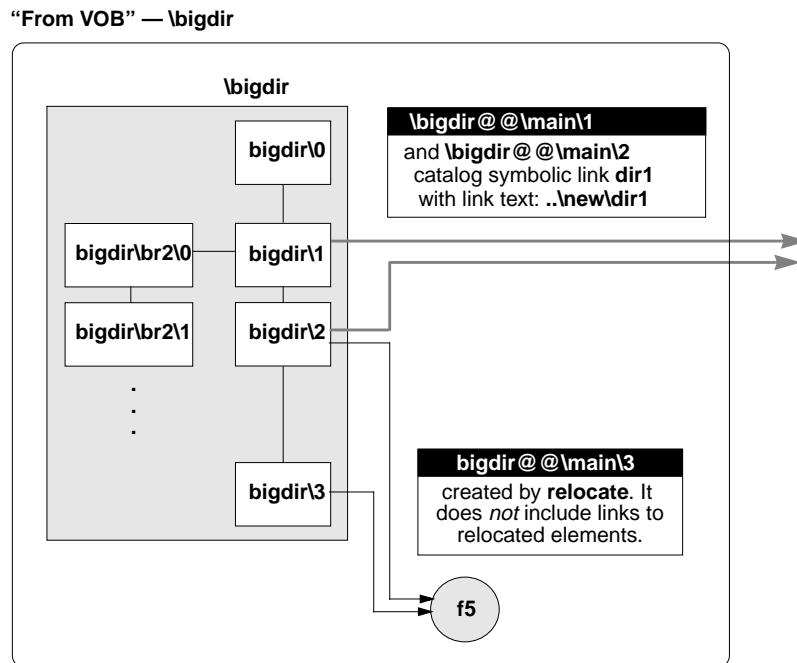 “From VOB” — \bigdir
\bigdir
bigdir\0
bigdir\br2\0
bigdir\1
bigdir\br2\1
bigdir\2
.
.
.
bigdir\3
\bigdir@@\main\1
and \bigdir@@\main\2
catalog symbolic link dir1
with link text: ..\new\dir1
bigdir@@\main\3
created by relocate. It
does not include links to
relocated elements.
f5